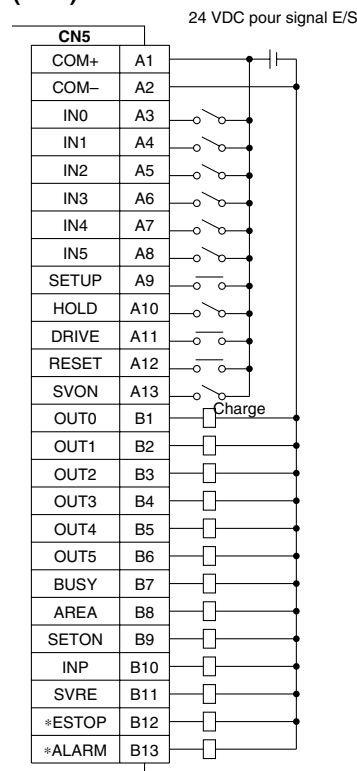 24 VDC pour signal E/S
CN5
COM+ A1
COM– A2
IN0 A3
IN1 A4
IN2 A5
IN3 A6
IN4 A7
IN5 A8
SETUP A9
HOLD A10
DRIVE A11
RESET A12
SVON A13
Charge
OUT0 B1
OUT1 B2
OUT2 B3
OUT3 B4
OUT4 B5
OUT5 B6
BUSY B7
AREA B8
SETON B9
INP B10
SVRE B11
*ESTOP B12
*ALARM B13